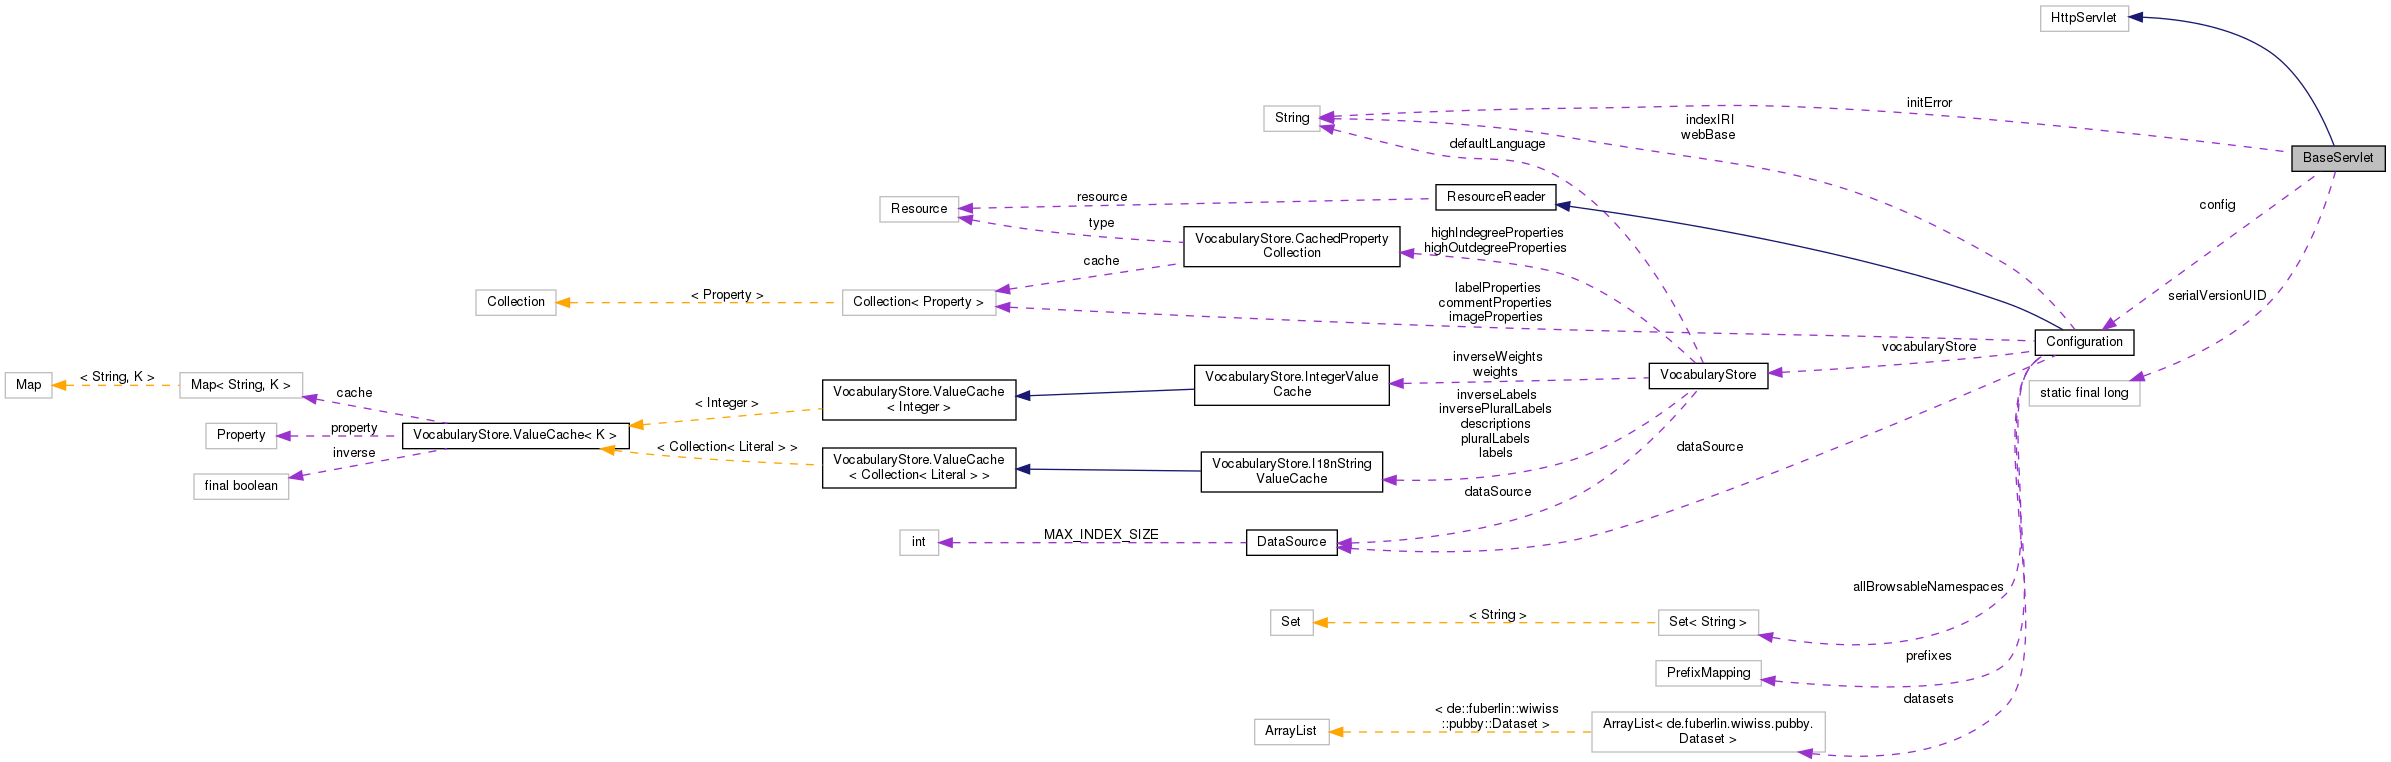 HttpServlet
initError
String
indexIRI
webBase
defaultLanguage
BaseServlet
ResourceReader
resource
Resource
config
type
highIndegreeProperties
highOutdegreeProperties
VocabularyStore.CachedProperty
Collection
cache
labelProperties
commentProperties
imageProperties
serialVersionUID
< Property >
Collection
Collection< Property >
Configuration
vocabularyStore
inverseWeights
weights
VocabularyStore
VocabularyStore.IntegerValue
Cache
< String, K >
Map
Map< String, K >
static final long
cache
VocabularyStore.ValueCache
< Integer >
< Integer >
inverseLabels
inversePluralLabels
descriptions
pluralLabels
labels
property
Property
VocabularyStore.ValueCache< K >
inverse
< Collection< Literal > >
dataSource
VocabularyStore.ValueCache
< Collection< Literal > >
VocabularyStore.I18nString
ValueCache
final boolean
dataSource
MAX_INDEX_SIZE
int
DataSource
allBrowsableNamespaces
< String >
Set
Set< String >
prefixes
PrefixMapping
datasets
< de::fuberlin::wiwiss
::pubby::Dataset >
ArrayList
ArrayList< de.fuberlin.wiwiss.pubby.
Dataset >